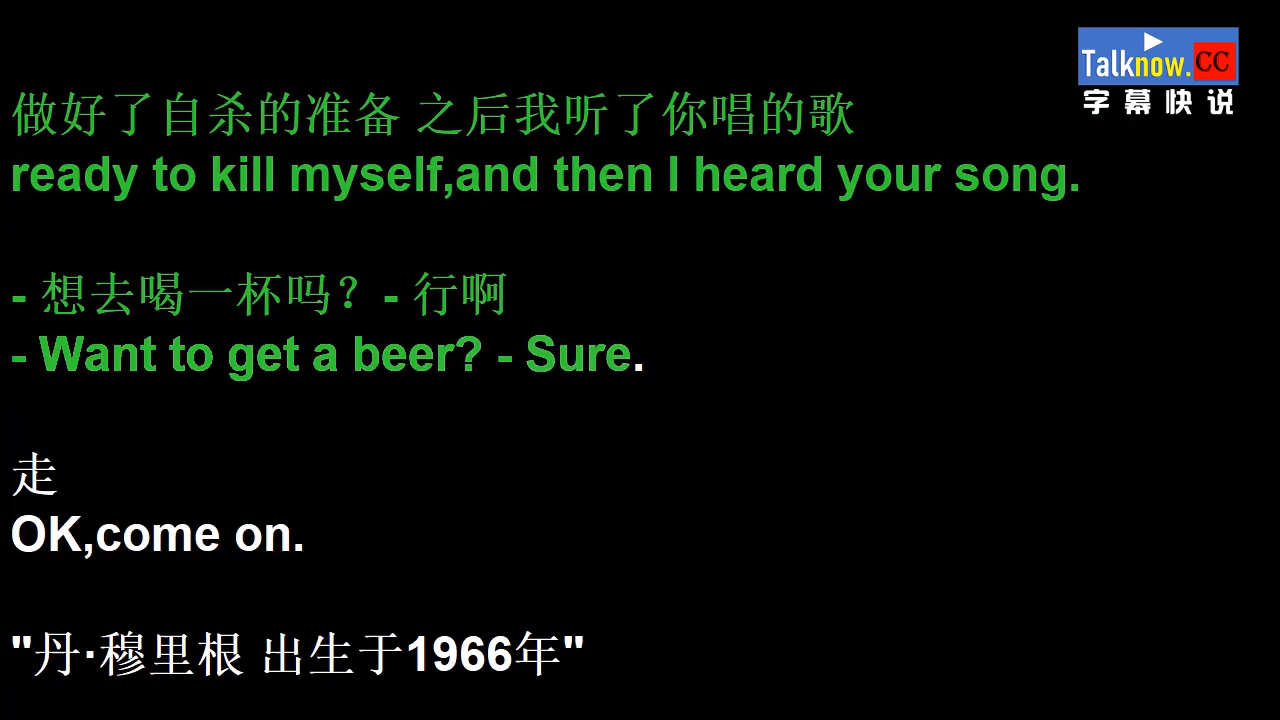 Talknow.CC
字幕快说
做好了自杀的准备 之后我听了你唱的歌
ready to kill myself,and then I heard your song.
- 想去喝一杯吗？- 行啊
- Want to get a beer? - Sure.
走
OK,come on.
"丹·穆里根 出生于1966年"